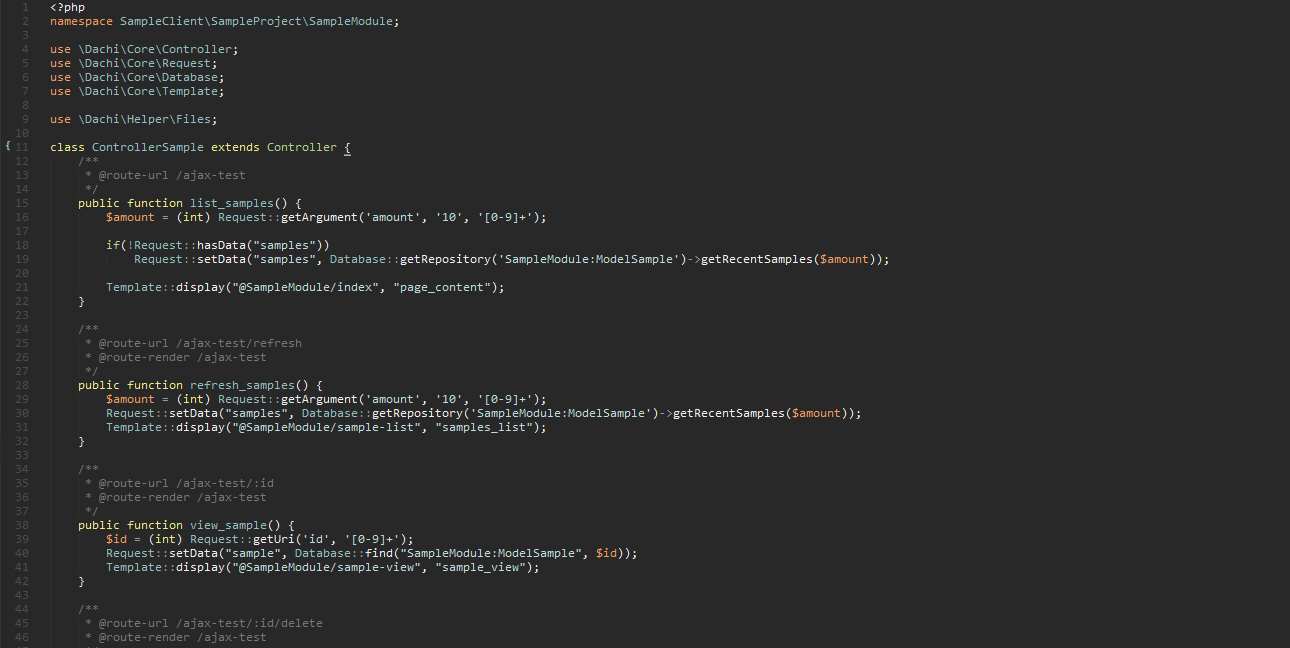 1 <?php
2 namespace SampleClient\SampleProject\SampleModule;
3
4 use \Dachi\Core\Controller;
5 use \Dachi\Core\Request;
6 use \Dachi\Core\Database;
7 use \Dachi\Core\Template;
8
9 use \Dachi\Helper\Files;
10
{ 11 class ControllerSample extends Controller {
12     /**
13      * @route-url /ajax-test
14      */
15     public function list_samples() {
16         $amount = (int) Request::getArgument('amount', '10', '[0-9]+');
17
18         if(!Request::hasData("samples"))
19             Request::setData("samples", Database::getRepository('SampleModule:ModelSample')->getRecentSamples($amount));
20
21         Template::display("@SampleModule/index", "page_content");
22     }
23
24     /**
25      * @route-url /ajax-test/refresh
26      * @route-render /ajax-test
27      */
28     public function refresh_samples() {
29         $amount = (int) Request::getArgument('amount', '10', '[0-9]+');
30         Request::setData("samples", Database::getRepository('SampleModule:ModelSample')->getRecentSamples($amount));
31         Template::display("@SampleModule/sample-list", "samples_list");
32     }
33
34     /**
35      * @route-url /ajax-test/:id
36      * @route-render /ajax-test
37      */
38     public function view_sample() {
39         $id = (int) Request::getUri('id', '[0-9]+');
40         Request::setData("sample", Database::find("SampleModule:ModelSample", $id));
41         Template::display("@SampleModule/sample-view", "sample_view");
42     }
43
44     /**
45      * @route-url /ajax-test/:id/delete
46      * @route-render /ajax-test